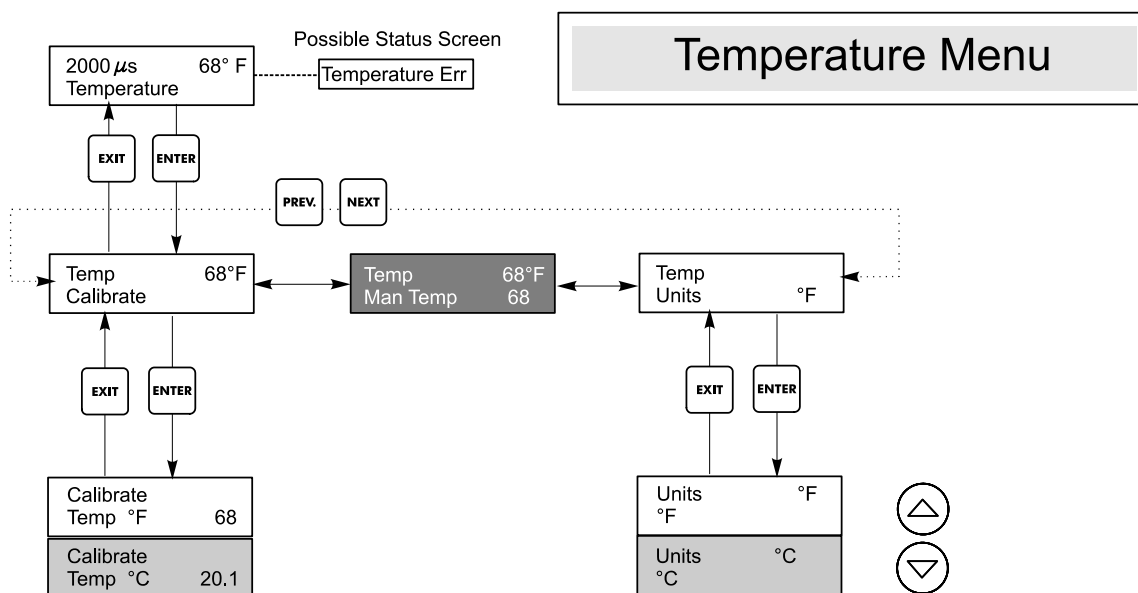 Temperature Menu
Possible Status Screen
2000 μs 68° F
Temperature
Temperature Err
EXIT
ENTER
PREV.
NEXT
Temp 68°F
Calibrate
Temp 68°F
Man Temp 68
Temp
Units °F
EXIT
ENTER
EXIT
ENTER
Calibrate
Temp °F 68
Calibrate
Temp °C 20.1
Units °F
°F
Units °C
°C